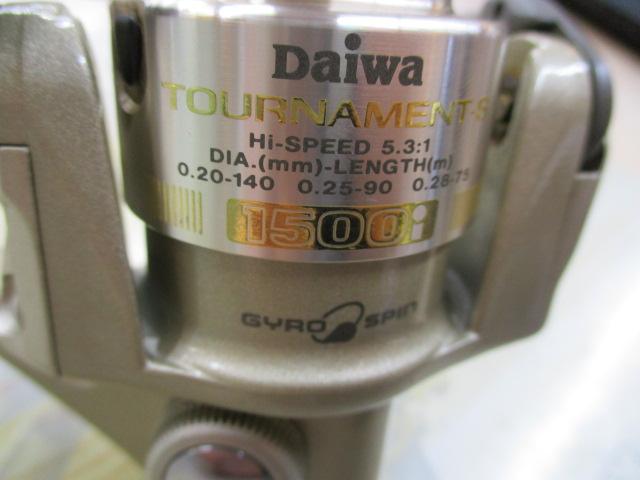 Daiwa
TOURNAMENT-S
Hi-SPEED 5.3:1
DIA.(mm)-LENGTH(m)
0.20-140 0.25-90 0.28-75
1500i
GYRO SPIN